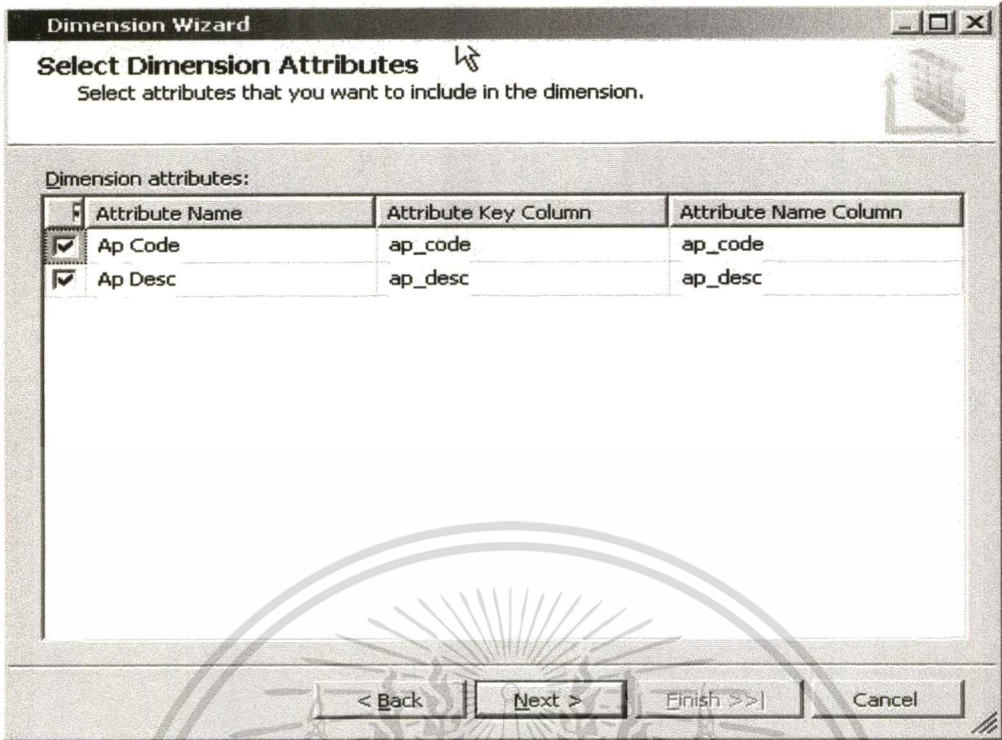 Dimension Wizard
Select Dimension Attributes
Select attributes that you want to include in the dimension.
Dimension attributes:
Attribute Name Attribute Key Column Attribute Name Column
Ap Code ap_code ap_code
Ap Desc ap_desc ap_desc
< Back Next > Finish >>| Cancel